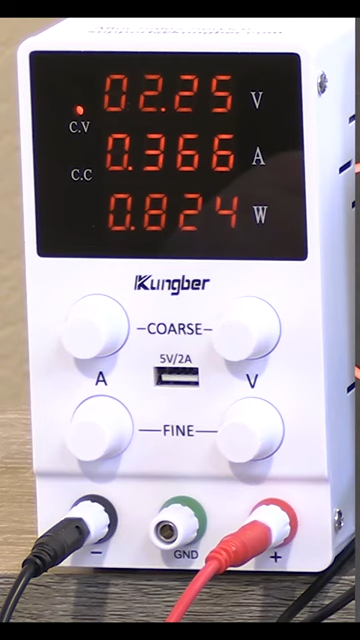 02.25 V
C.V
0.366 A
C.C
0.824 W
Kungber
COARSE
5V/2A
A V
FINE
- GND +